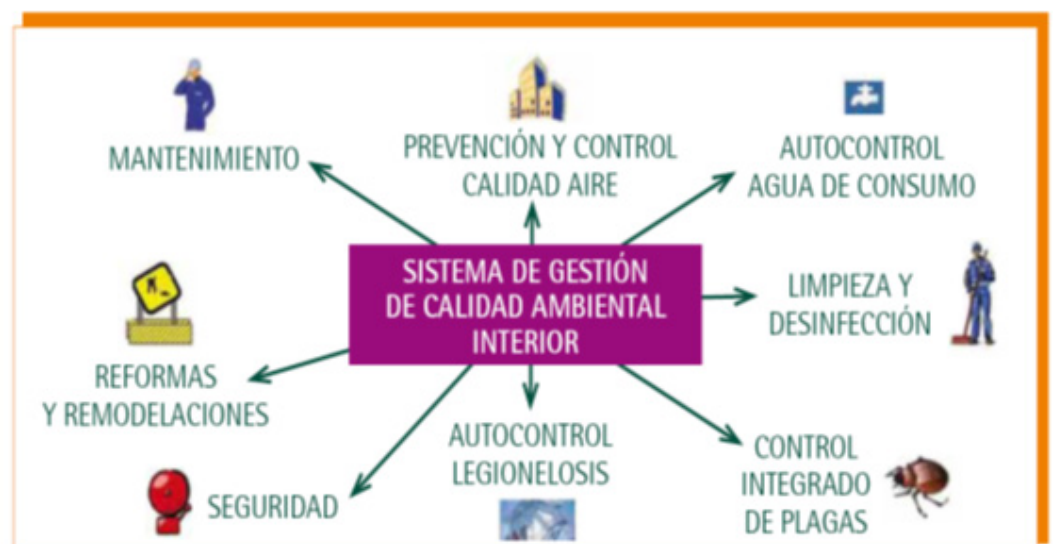 MANTENIMIENTO
PREVENCIÓN Y CONTROL
CALIDAD AIRE
AUTOCONTROL
AGUA DE CONSUMO
SISTEMA DE GESTIÓN
DE CALIDAD AMBIENTAL
INTERIOR
LIMPIEZA Y
DESINFECCIÓN
REFORMAS
Y REMODELACIONES
AUTOCONTROL
LEGIONELOSIS
CONTROL
INTEGRADO
DE PLAGAS
SEGURIDAD